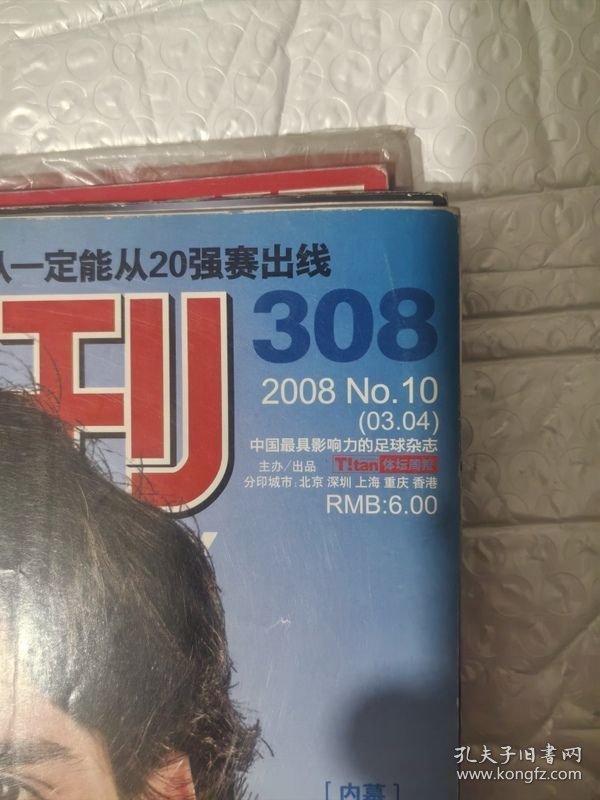 一定能从20强赛出线
刊
308
2008 No.10
(03.04)
中国最具影响力的足球杂志
主办/出品 T!tan 体坛周报
分印城市:北京 深圳 上海 重庆 香港
RMB:6.00
[内幕]
孔夫子旧书网
www.kongfz.com